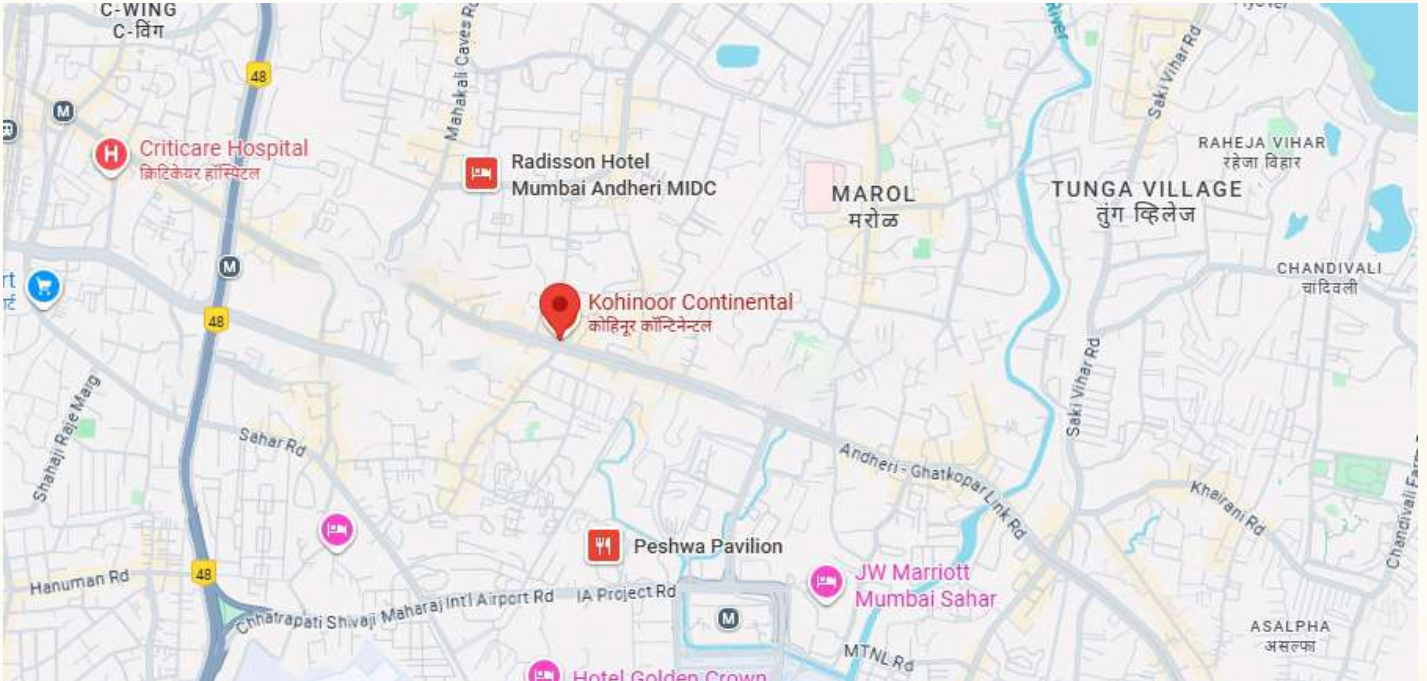 C-WING
C-विंग
48
Mahakali Caves
River
Saki Vihar Rd
M
H
Criticare Hospital
क्रिटिकेयर हॉस्पिटल
Radisson Hotel
Mumbai Andheri MIDC
MAROL
मरोळ
RAHEJA VIHAR
रहेजा विहार
TUNGA VILLAGE
तुंग व्हिलेज
M
CHANDIVALI
चांदिवली
48
Kohinoor Continental
कोहिनूर कॉन्टिनेन्टल
Shahaji Raje Marg
Sahar Rd
Saki Vihar Rd
Andheri - Ghatkopar Link Rd
Khairani Rd
Chandivali
Peshwa Pavilion
Hanuman Rd
48
Chhatrapati Shivaji Maharaj Int'l Airport Rd
IA Project Rd
JW Marriott
Mumbai Sahar
M
ASALPHA
असल्फा
MTNL Rd
Hotel Golden Crown